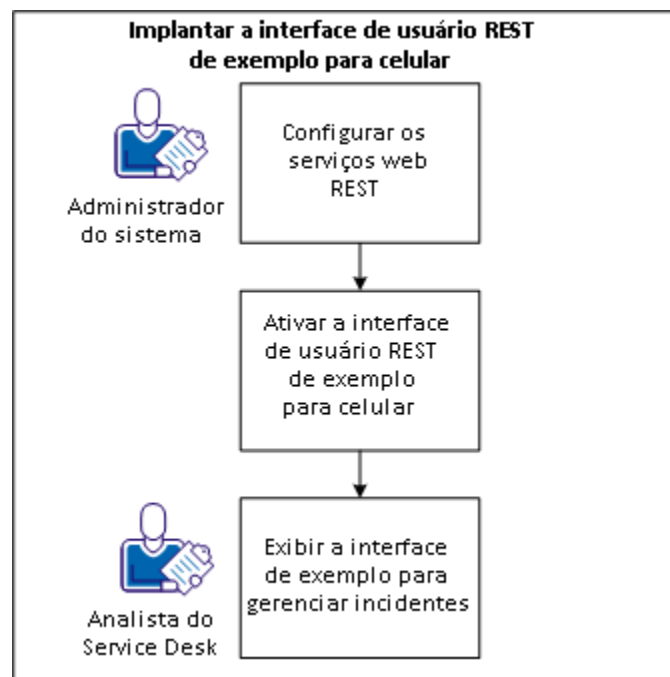 Implantar a interface de usuário REST
de exemplo para celular
Administrador
do sistema
Configurar os
serviços web
REST
Ativar a interface
de usuário REST
de exemplo
para celular
Analista do
Service Desk
Exibir a interface
de exemplo para
gerenciar incidentes